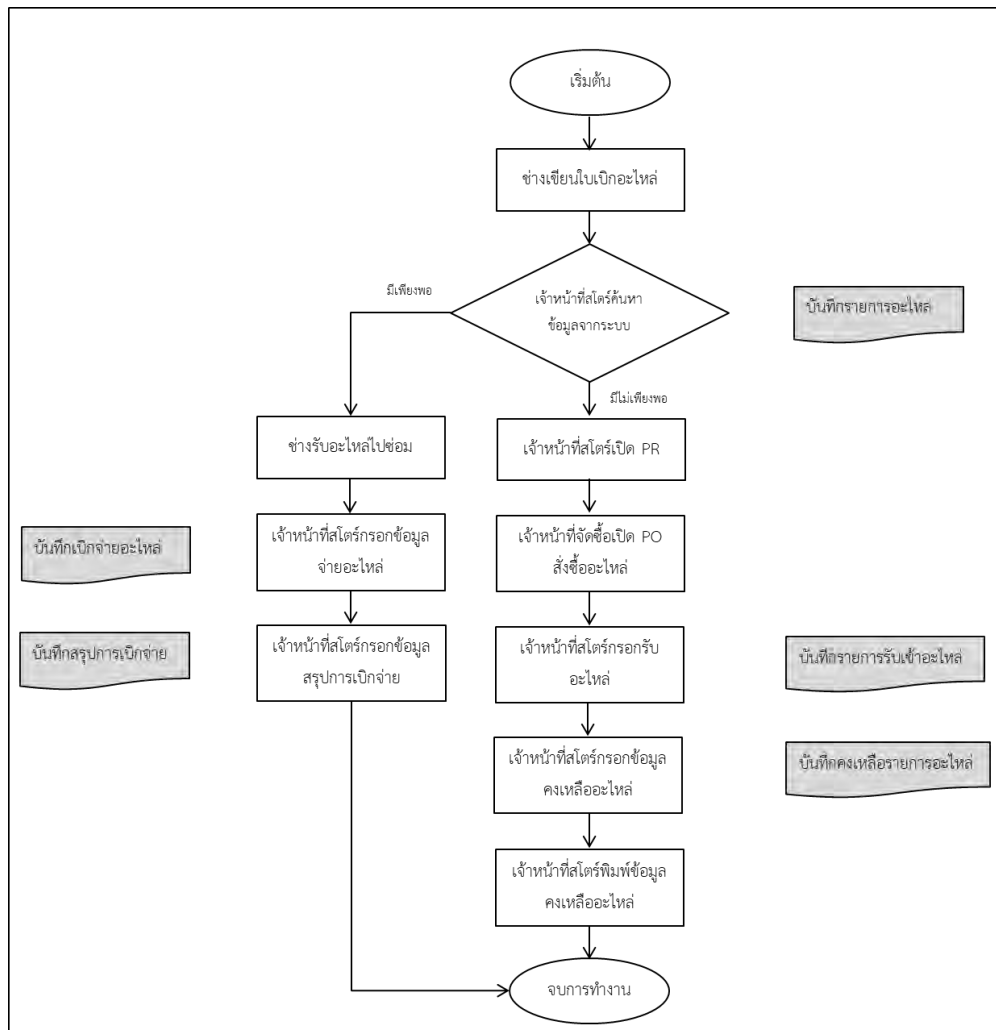 เริ่มต้น
ช่างเขียนใบเบิกอะไหล่
มีเพียงพอ
เจ้าหน้าที่สโตร์ค้นหา
ข้อมูลจากระบบ
บันทึกรายการอะไหล่
มีไม่เพียงพอ
ช่างรับอะไหล่ไปซ่อม
เจ้าหน้าที่สโตร์เปิด PR
บันทึกเบิกจ่ายอะไหล่
เจ้าหน้าที่สโตร์กรอกข้อมูล
จ่ายอะไหล่
เจ้าหน้าที่จัดซื้อเปิด PO
สั่งซื้ออะไหล่
บันทึกสรุปการเบิกจ่าย
เจ้าหน้าที่สโตร์กรอกข้อมูล
สรุปการเบิกจ่าย
เจ้าหน้าที่สโตร์กรอกรับ
อะไหล่
บันทึกรายการรับเข้าอะไหล่
เจ้าหน้าที่สโตร์กรอกข้อมูล
คงเหลืออะไหล่
บันทึกคงเหลือรายการอะไหล่
เจ้าหน้าที่สโตร์พิมพ์ข้อมูล
คงเหลืออะไหล่
จบการทำงาน